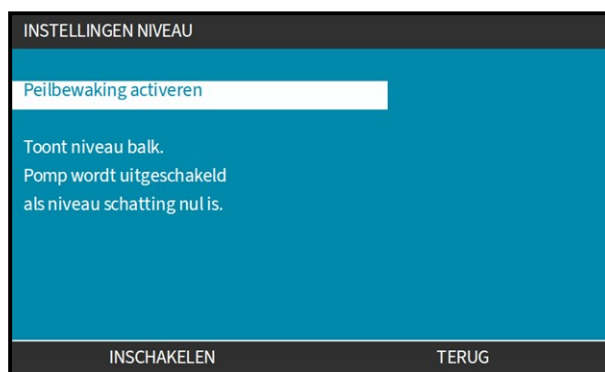 INSTELLINGEN NIVEAU
Peilbewaking activeren
Toont niveau balk.
Pomp wordt uitgeschakeld
als niveau schatting nul is.
INSCHAKELEN TERUG